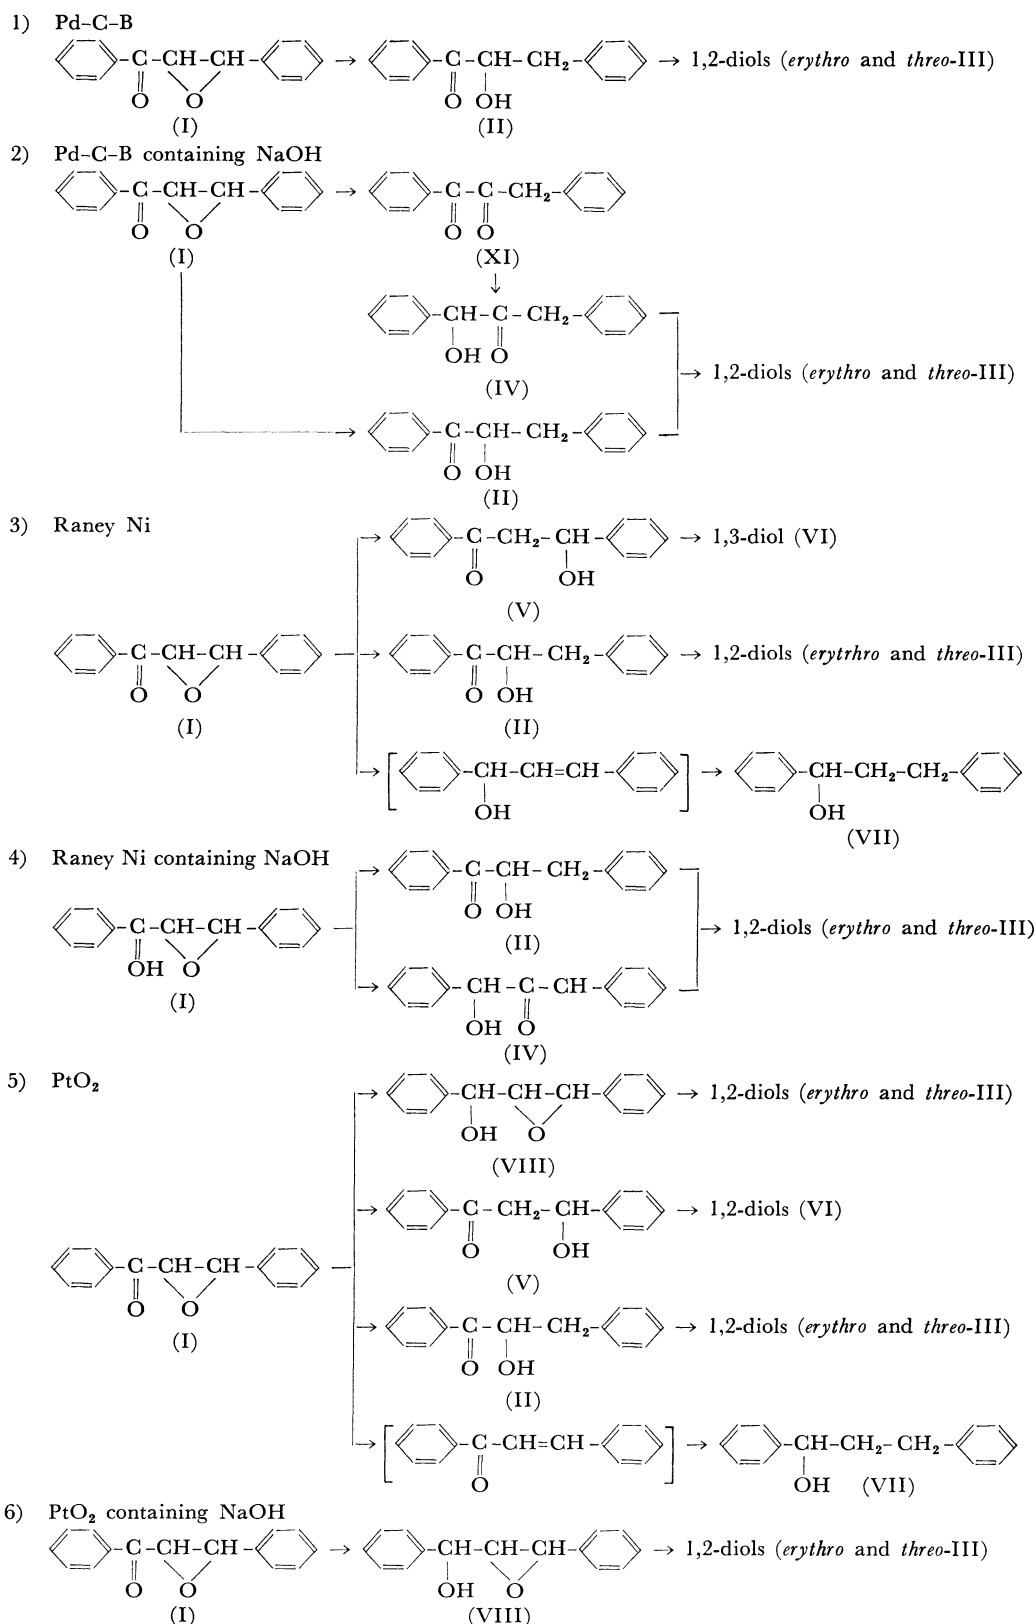 1) Pd-C-B
C-CH-CH → C-CH-CH₂ → 1,2-diols (erythro and threo-III)
O O O OH
(I) (II)
2) Pd-C-B containing NaOH
C-CH-CH → C-C-CH₂
O O O O
(I) (XI)
↓
CH-C-CH₂
OH O → 1,2-diols (erythro and threo-III)
(IV)
→ C-CH-CH₂
O OH
(II)
3) Raney Ni
→ C-CH₂-CH → 1,3-diol (VI)
O OH
(V)
C-CH-CH → C-CH-CH₂ → 1,2-diols (erytrhro and threo-III)
O O O OH
(I) (II)
→ [ CH-CH=CH ] → CH-CH₂-CH₂
OH OH
(VII)
4) Raney Ni containing NaOH
→ C-CH-CH₂
O OH
C-CH-CH (II) → 1,2-diols (erythro and threo-III)
OH O
(I) → CH-C-CH
OH O
(IV)
5) PtO₂
→ CH-CH-CH → 1,2-diols (erythro and threo-III)
OH O
(VIII)
→ C-CH₂-CH → 1,2-diols (VI)
O OH
C-CH-CH (V)
O O
(I) → C-CH-CH₂ → 1,2-diols (erythro and threo-III)
O OH
(II)
→ [ C-CH=CH ] → CH-CH₂-CH₂
O OH (VII)
6) PtO₂ containing NaOH
C-CH-CH → CH-CH-CH → 1,2-diols (erythro and threo-III)
O O OH O
(I) (VIII)